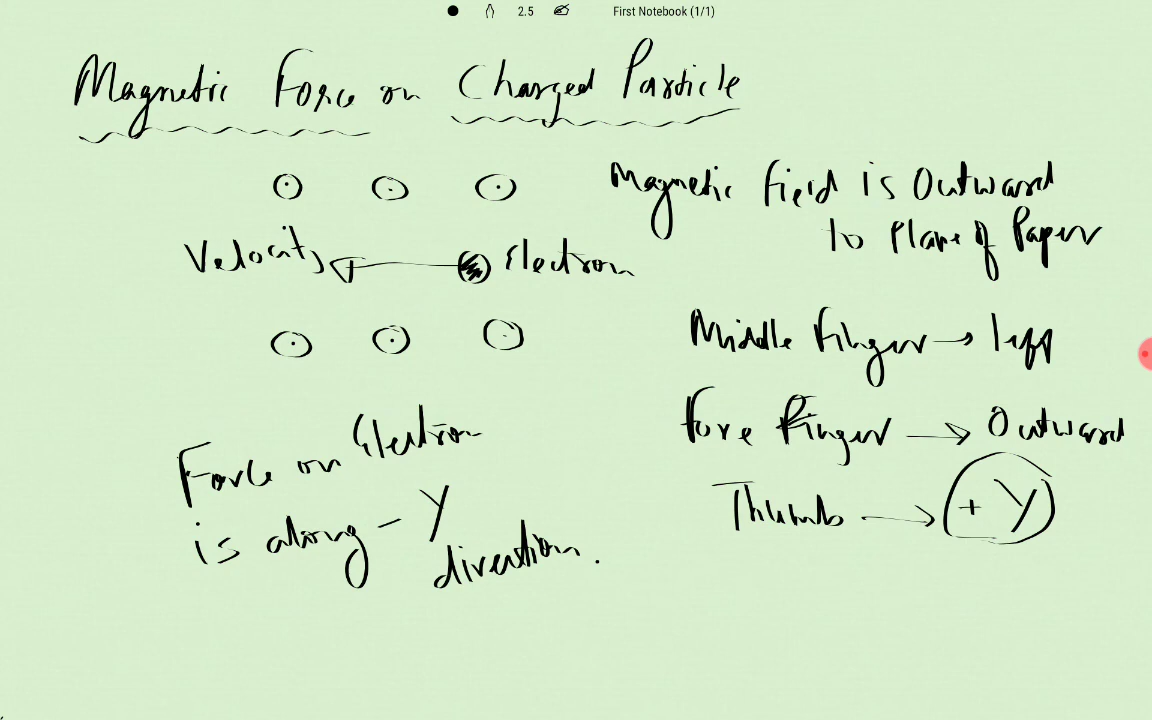 2.5 First Notebook (1/1)
Magnetic Force on Charged Particle
Magnetic field is Outward
to Plane of Paper
Velocity Electron
Middle Finger → left
Fore Finger → Outward
Thumb → + Y
Force on Electron
is along - Y
direction.